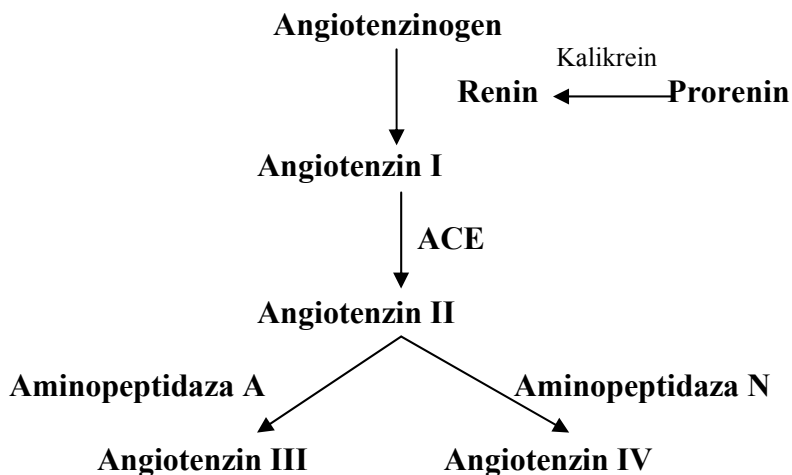 Angiotenzinogen
Kalikrein
Renin Prorenin
Angiotenzin I
ACE
Angiotenzin II
Aminopeptidaza A Aminopeptidaza N
Angiotenzin III Angiotenzin IV